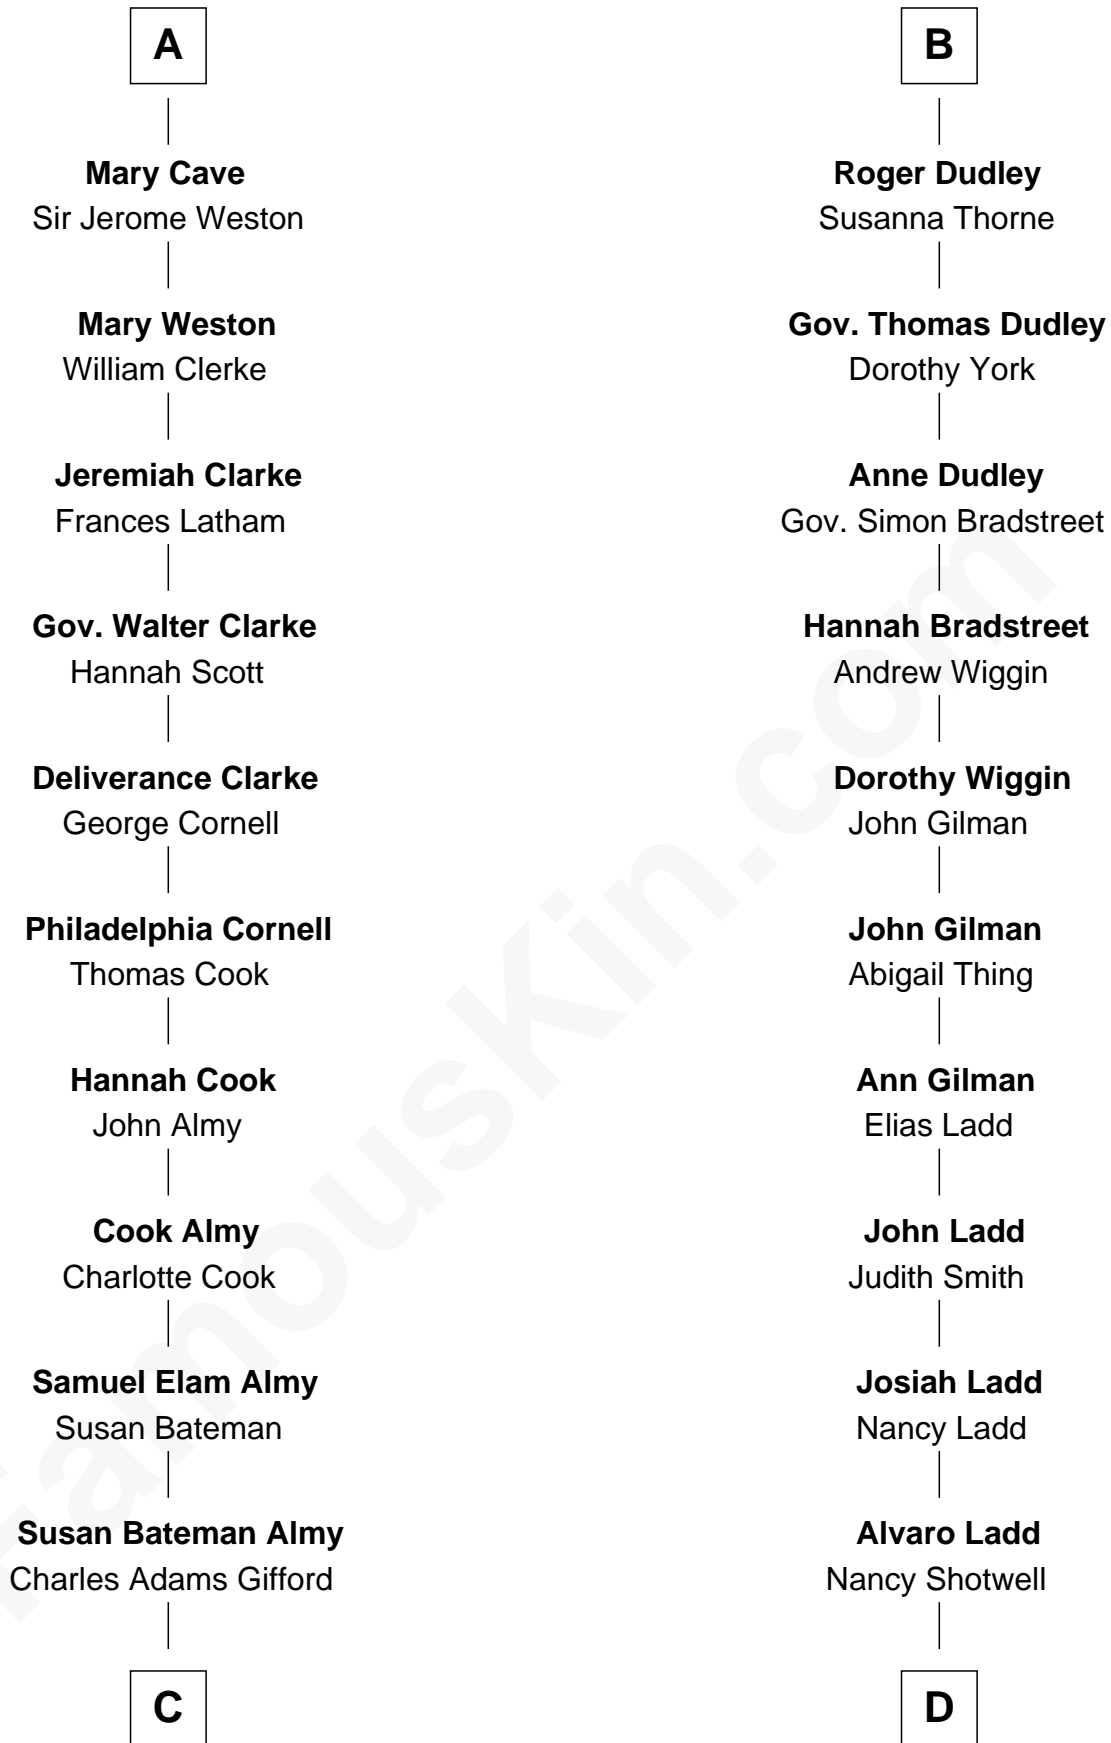 A
Mary Cave
Sir Jerome Weston
Mary Weston
William Clerke
Jeremiah Clarke
Frances Latham
Gov. Walter Clarke
Hannah Scott
Deliverance Clarke
George Cornell
Philadelphia Cornell
Thomas Cook
Hannah Cook
John Almy
Cook Almy
Charlotte Cook
Samuel Elam Almy
Susan Bateman
Susan Bateman Almy
Charles Adams Gifford
C
B
Roger Dudley
Susanna Thorne
Gov. Thomas Dudley
Dorothy York
Anne Dudley
Gov. Simon Bradstreet
Hannah Bradstreet
Andrew Wiggin
Dorothy Wiggin
John Gilman
John Gilman
Abigail Thing
Ann Gilman
Elias Ladd
John Ladd
Judith Smith
Josiah Ladd
Nancy Ladd
Alvaro Ladd
Nancy Shotwell
D
FamousKin.com